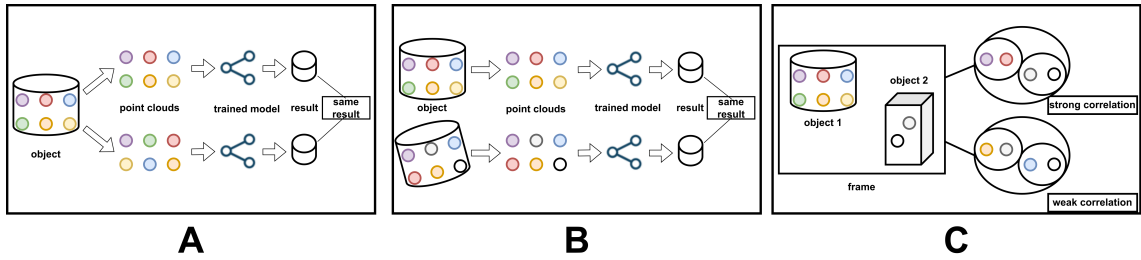 point clouds
trained model
result
same
result
object
object
point clouds
trained model
result
same
result
object 2
object 1
strong correlation
frame
weak correlation
A
B
C